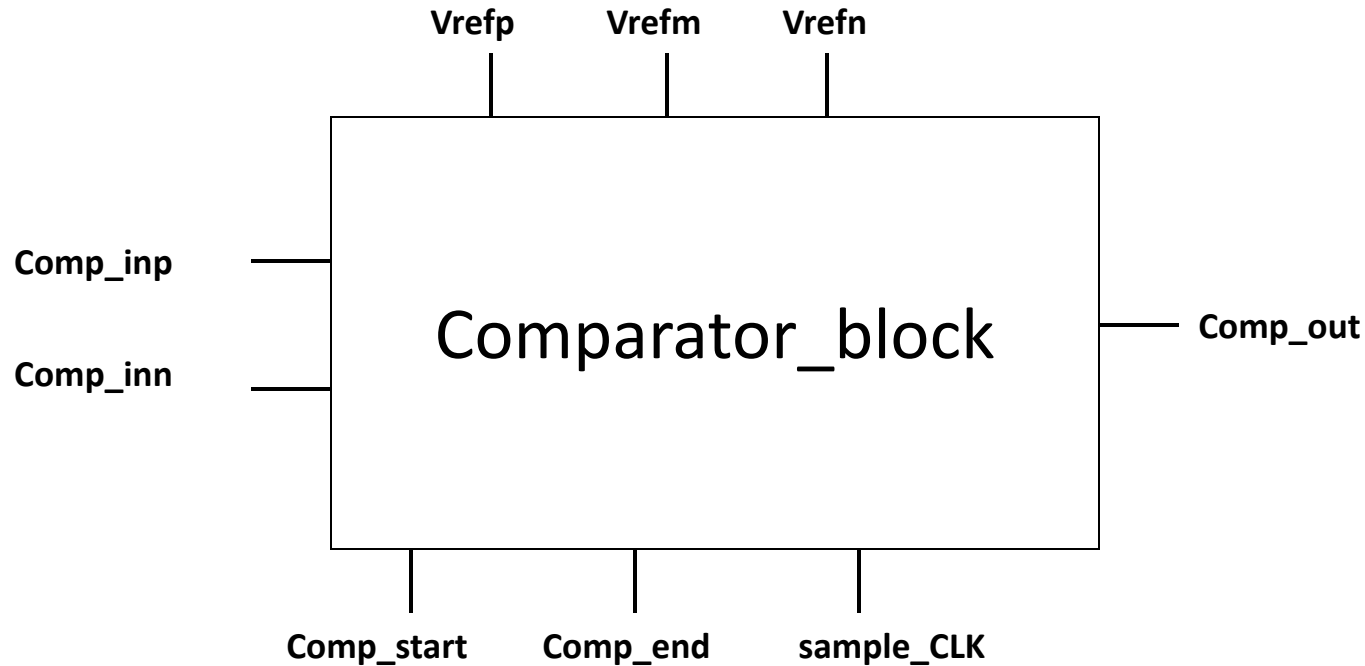 Vrefp Vrefm Vrefn
Comp_inp
Comparator_block
Comp_out
Comp_inn
Comp_start Comp_end sample_CLK